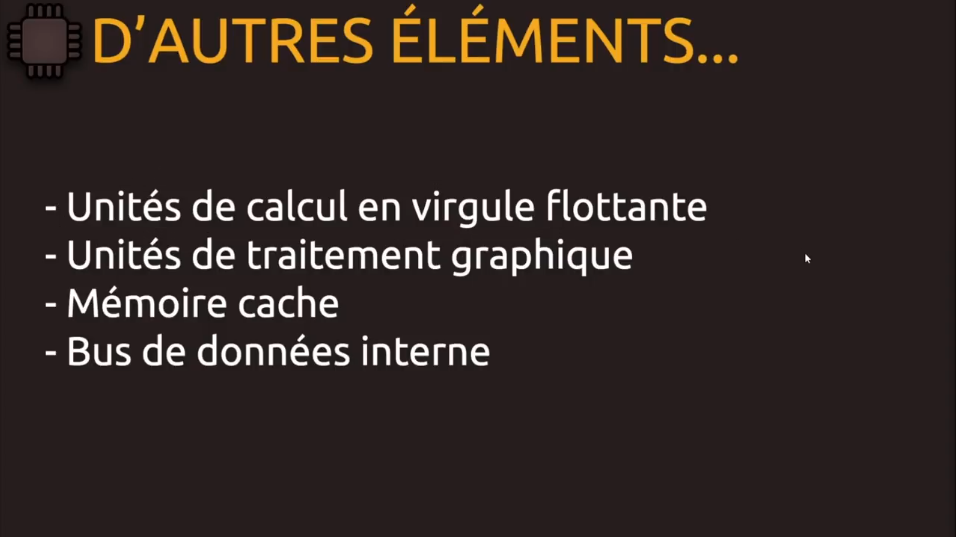 D’AUTRES ÉLÉMENTS...
- Unités de calcul en virgule flottante
- Unités de traitement graphique
- Mémoire cache
- Bus de données interne